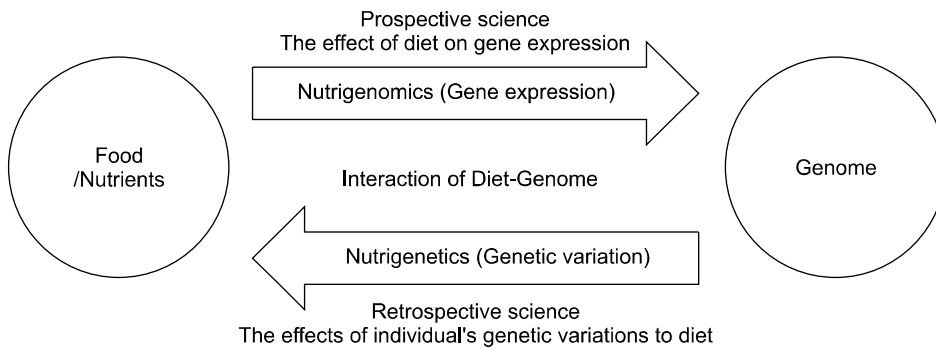 Prospective science
The effect of diet on gene expression
Nutrigenomics (Gene expression)
Food
/Nutrients
Interaction of Diet-Genome
Genome
Nutrigenetics (Genetic variation)
Retrospective science
The effects of individual's genetic variations to diet